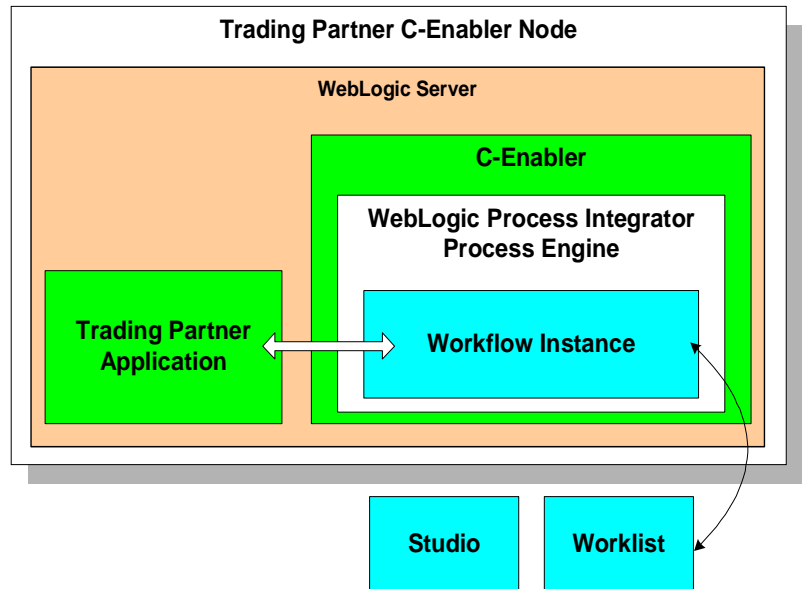 Trading Partner C-Enabler Node
WebLogic Server
C-Enabler
WebLogic Process Integrator
Process Engine
Trading Partner
Application
Workflow Instance
Studio
Worklist